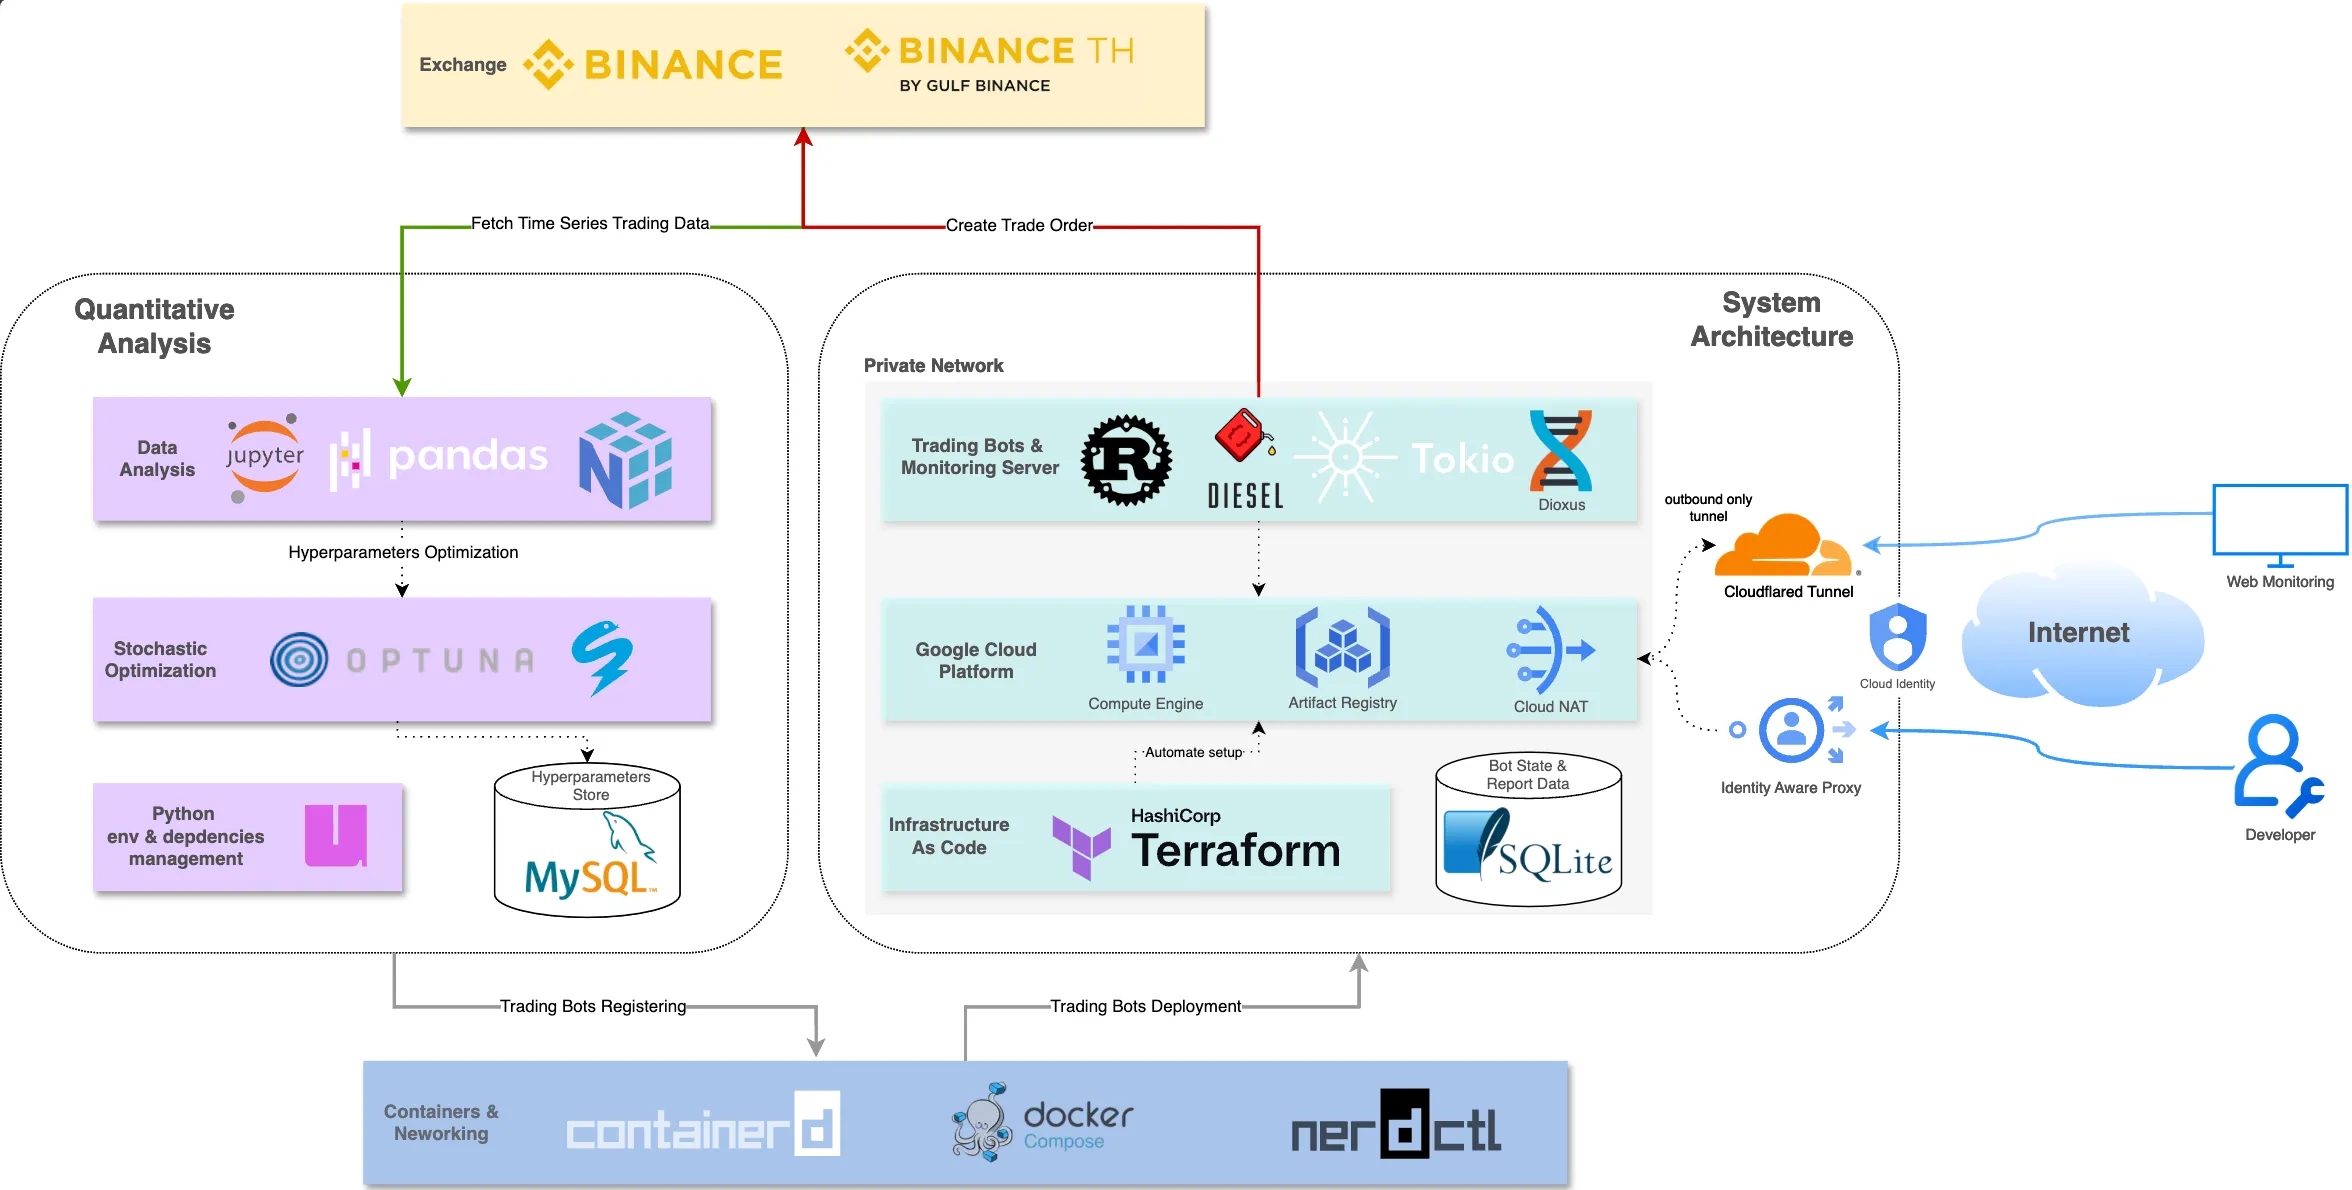 Exchange
BINANCE
BINANCE TH
BY GULF BINANCE
Fetch Time Series Trading Data
Create Trade Order
Quantitative
Analysis
System
Architecture
Private Network
Data
Analysis
jupyter
pandas
Trading Bots &
Monitoring Server
R
DIESEL
Tokio
Dioxus
outbound only
tunnel
Cloudflared Tunnel
Web Monitoring
Hyperparameters Optimization
Stochastic
Optimization
OPTUNA
Google Cloud
Platform
Compute Engine
Artifact Registry
Cloud NAT
Cloud Identity
Internet
Automate setup
Identity Aware Proxy
Developer
Python
env & depdencies
management
Hyperparameters
Store
MySQL™
Infrastructure
As Code
HashiCorp
Terraform
Bot State &
Report Data
SQLite
Trading Bots Registering
Trading Bots Deployment
Containers &
Neworking
containerd
docker
Compose
nerdctl